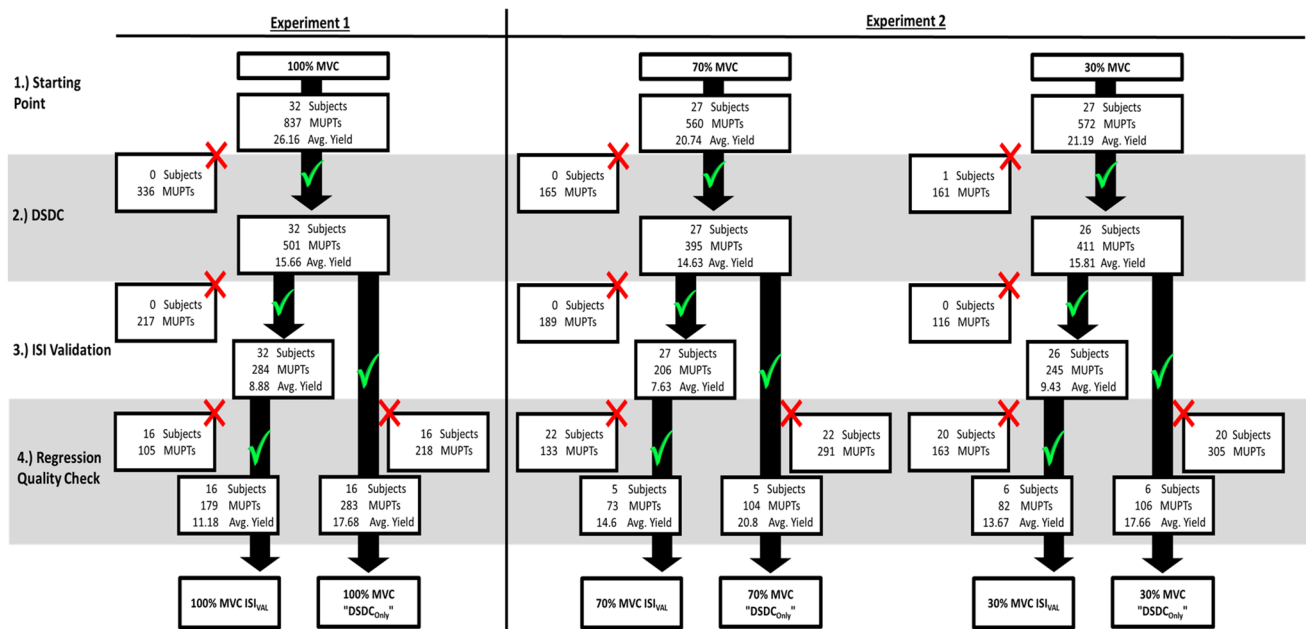 Experiment 1
Experiment 2
1.) Starting
Point
100% MVC
70% MVC
30% MVC
32 Subjects
837 MUPTs
26.16 Avg. Yield
27 Subjects
560 MUPTs
20.74 Avg. Yield
27 Subjects
572 MUPTs
21.19 Avg. Yield
2.) DSDC
0 Subjects
336 MUPTs
0 Subjects
165 MUPTs
1 Subjects
161 MUPTs
32 Subjects
501 MUPTs
15.66 Avg. Yield
27 Subjects
395 MUPTs
14.63 Avg. Yield
26 Subjects
411 MUPTs
15.81 Avg. Yield
3.) ISI Validation
0 Subjects
217 MUPTs
0 Subjects
189 MUPTs
0 Subjects
116 MUPTs
32 Subjects
284 MUPTs
8.88 Avg. Yield
27 Subjects
206 MUPTs
7.63 Avg. Yield
26 Subjects
245 MUPTs
9.43 Avg. Yield
4.) Regression
Quality Check
16 Subjects
105 MUPTs
16 Subjects
218 MUPTs
22 Subjects
133 MUPTs
22 Subjects
291 MUPTs
20 Subjects
163 MUPTs
20 Subjects
305 MUPTs
16 Subjects
179 MUPTs
11.18 Avg. Yield
16 Subjects
283 MUPTs
17.68 Avg. Yield
5 Subjects
73 MUPTs
14.6 Avg. Yield
5 Subjects
104 MUPTs
20.8 Avg. Yield
6 Subjects
82 MUPTs
13.67 Avg. Yield
6 Subjects
106 MUPTs
17.66 Avg. Yield
100% MVC ISIVAL
100% MVC
"DSDCOnly"
70% MVC ISIVAL
70% MVC
"DSDCOnly"
30% MVC ISIVAL
30% MVC
"DSDCOnly"